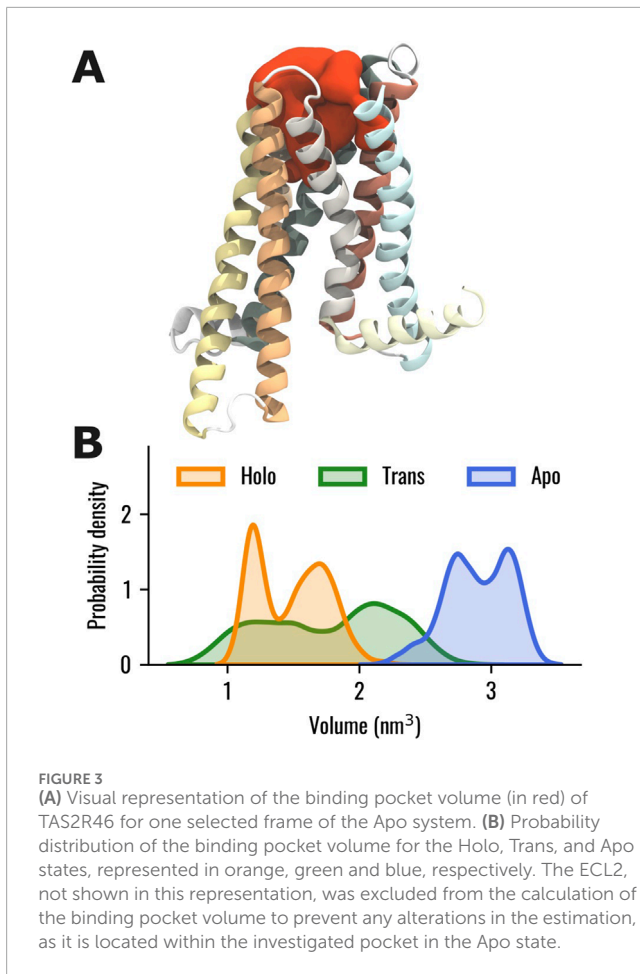 A
B
Holo Trans Apo
2
1
0
Probability density
1 2 3
Volume (nm³)
FIGURE 3
(A) Visual representation of the binding pocket volume (in red) of
TAS2R46 for one selected frame of the Apo system. (B) Probability
distribution of the binding pocket volume for the Holo, Trans, and Apo
states, represented in orange, green and blue, respectively. The ECL2,
not shown in this representation, was excluded from the calculation of
the binding pocket volume to prevent any alterations in the estimation,
as it is located within the investigated pocket in the Apo state.